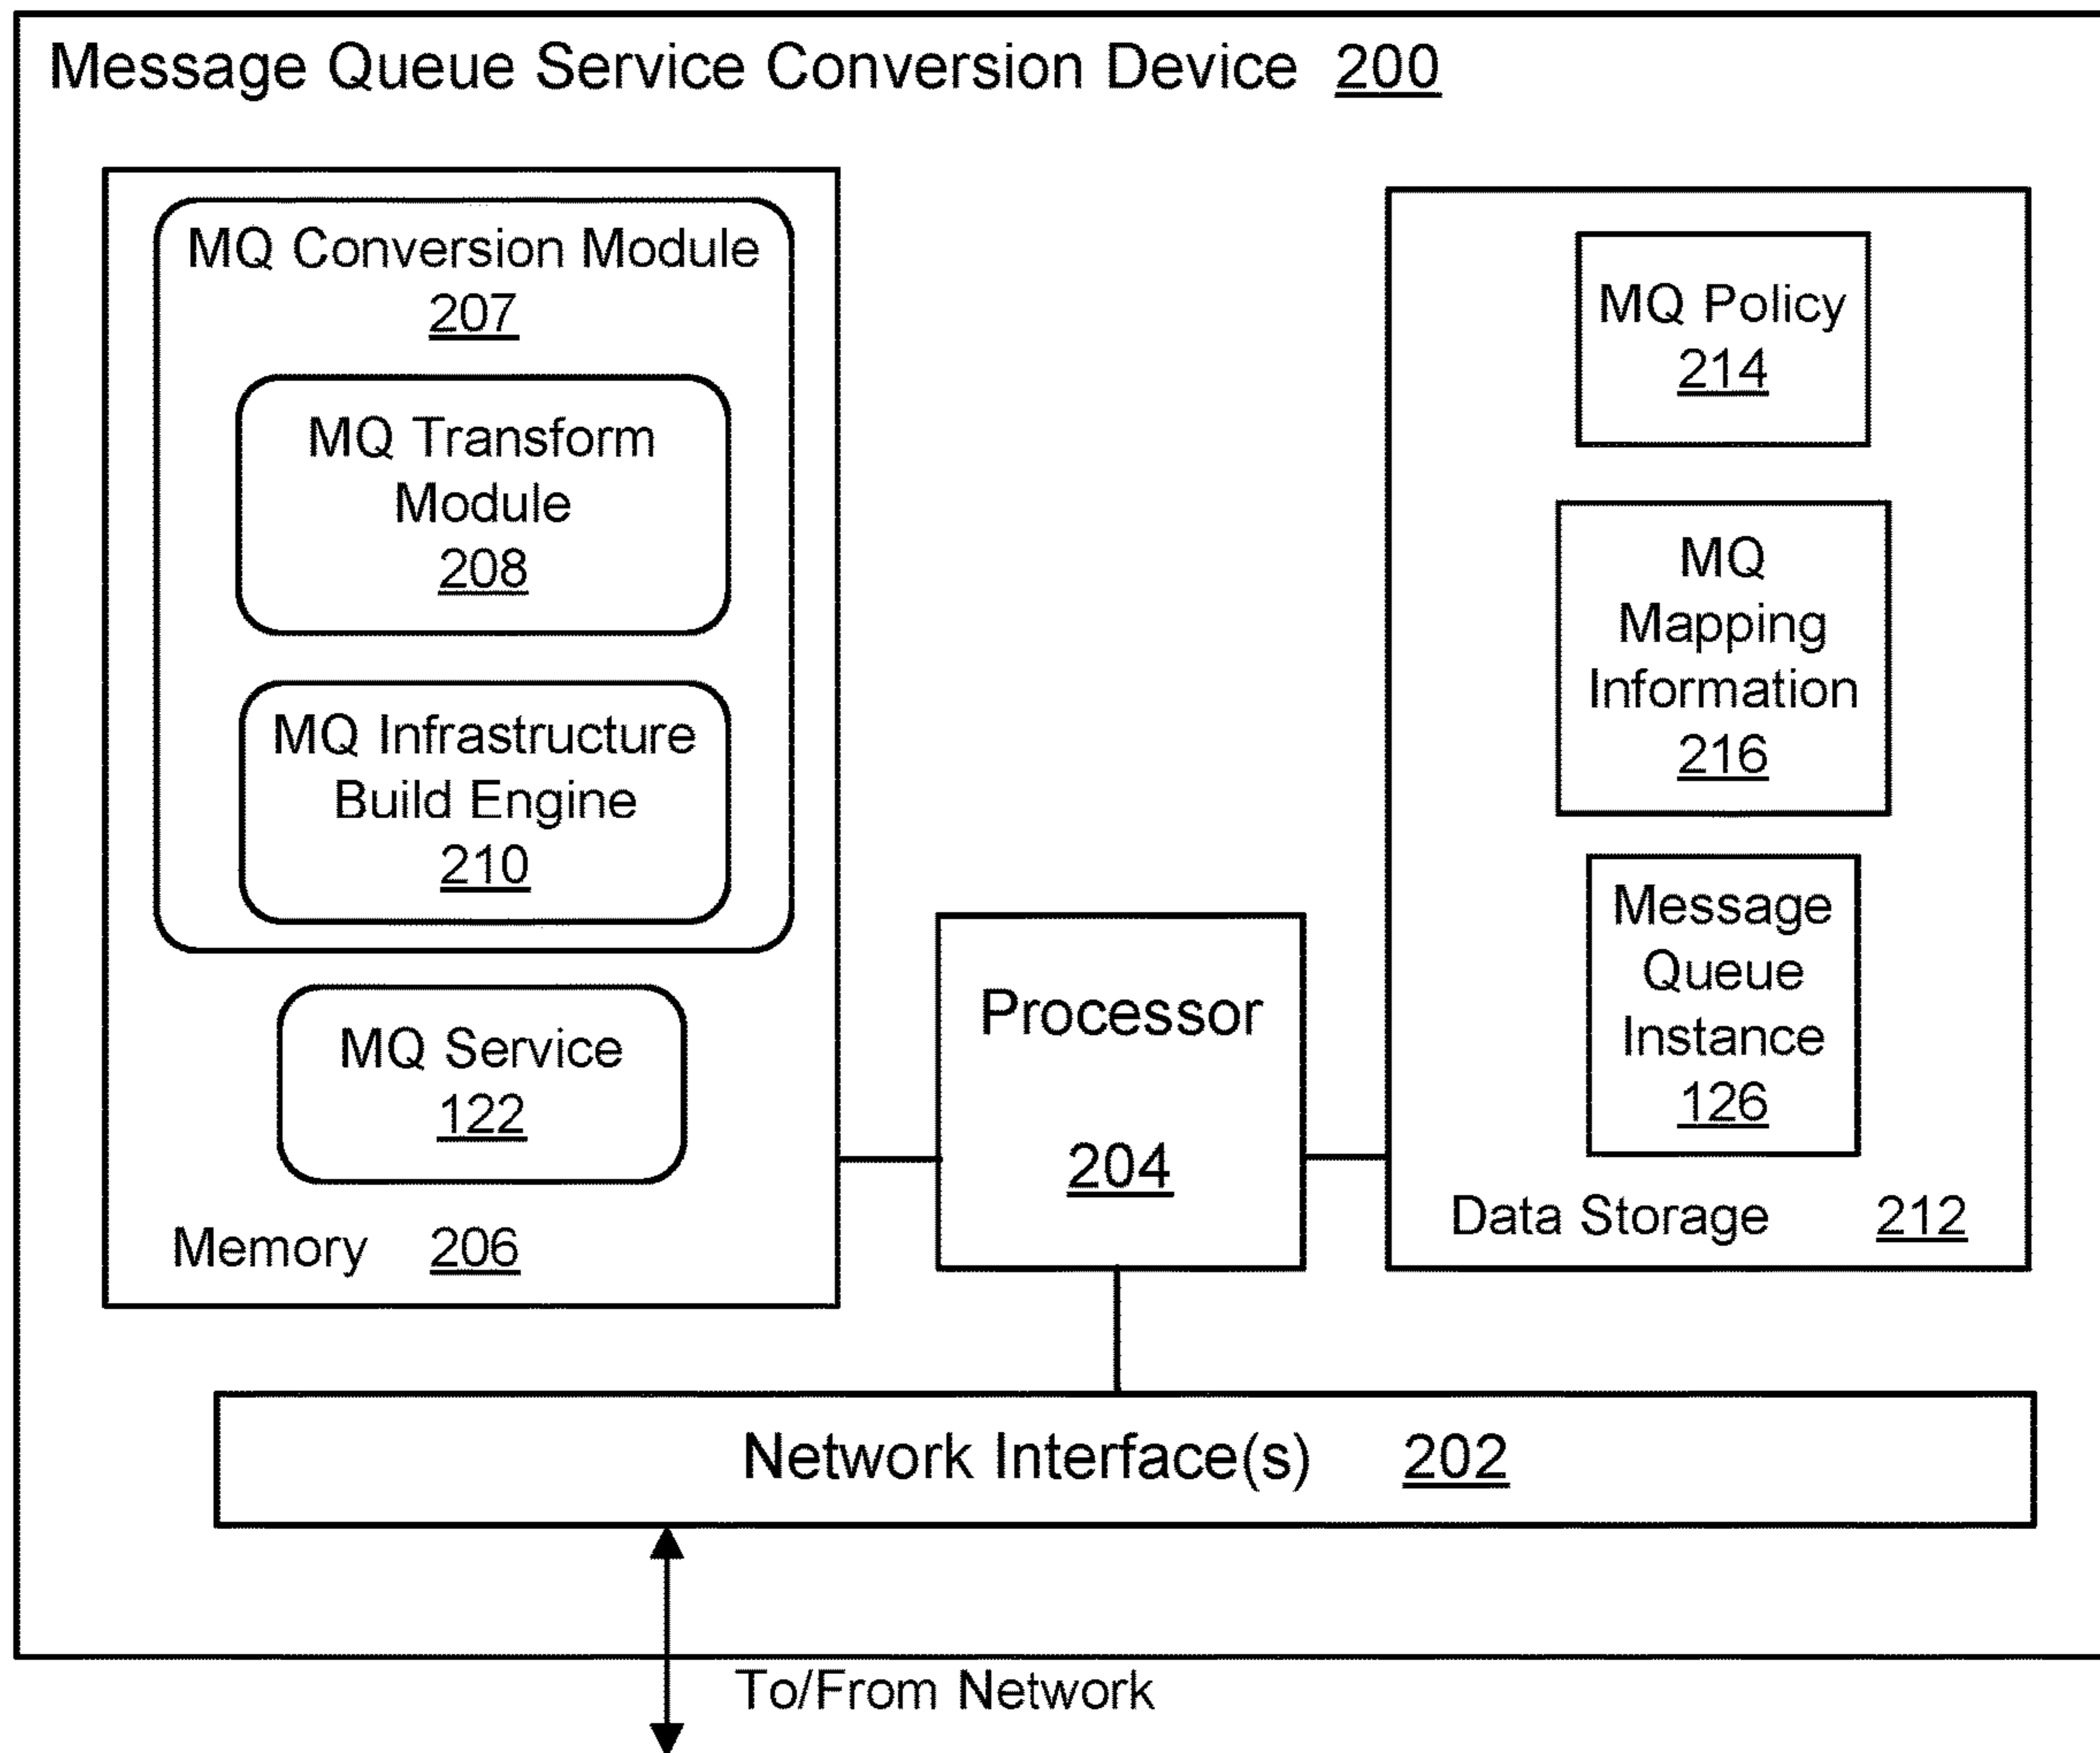 Message Queue Service Conversion Device 200
MQ Conversion Module
207
MQ Transform
Module
208
MQ Infrastructure
Build Engine
210
MQ Service
122
Memory 206
Processor
204
MQ Policy
214
MQ
Mapping
Information
216
Message
Queue
Instance
126
Data Storage 212
Network Interface(s) 202
To/From Network